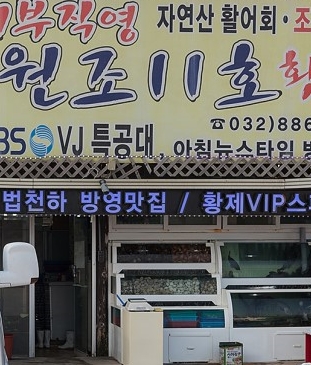 부직영 자연산 활어회·조
원조11호 황
☎032)886
BS VJ 특공대, 아침뉴스타임 방
법천하 방영맛집 / 황제VIP스